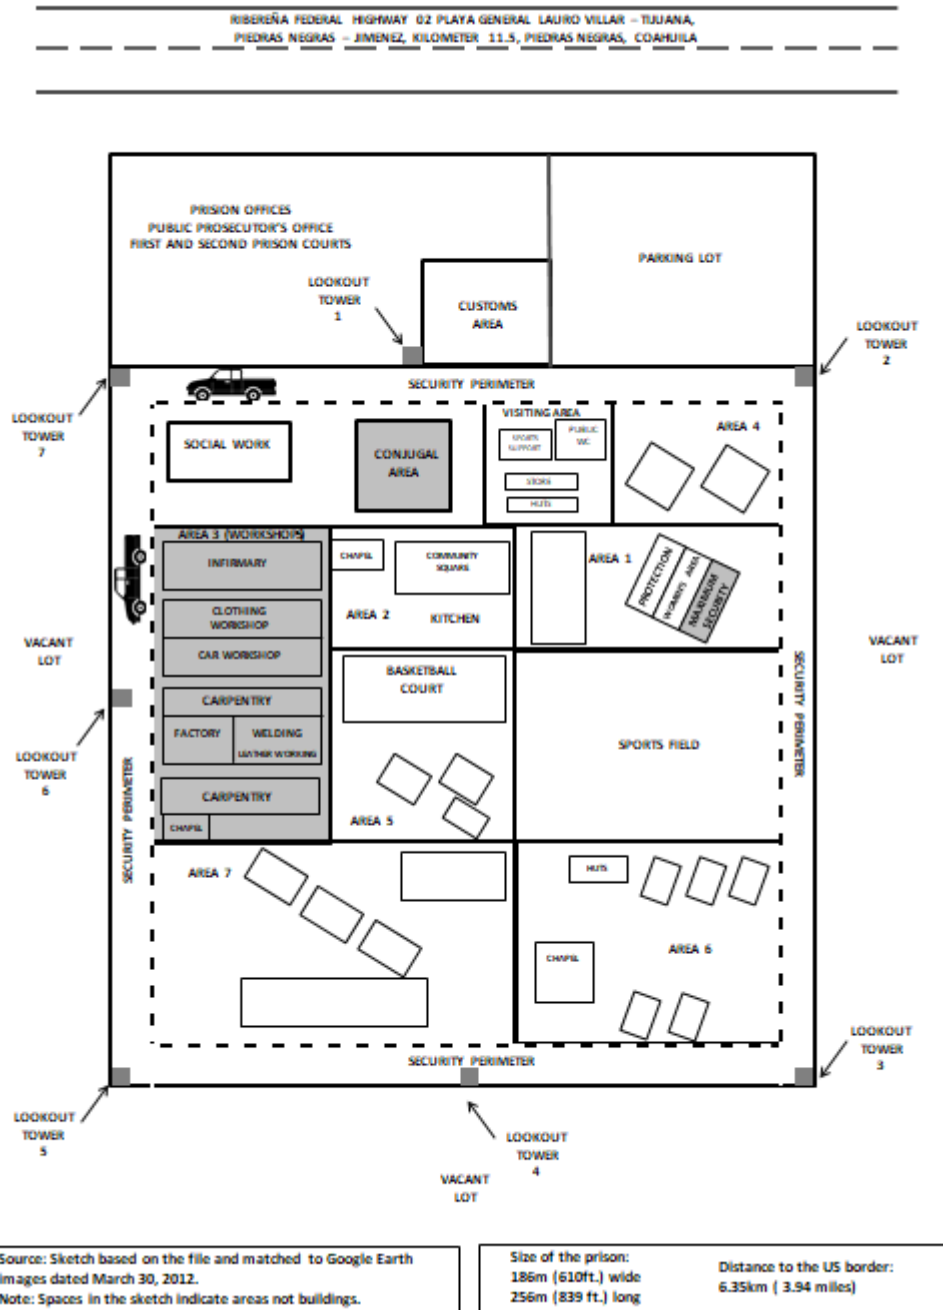 RIBEREÑA FEDERAL HIGHWAY 02 PLAYA GENERAL LAURO VILLAR – TIJUANA,
PIEDRAS NEGRAS – JIMENEZ, KILOMETER 11.5, PIEDRAS NEGRAS, COAHUILA
PRISION OFFICES
PUBLIC PROSECUTOR'S OFFICE
FIRST AND SECOND PRISON COURTS
PARKING LOT
LOOKOUT
TOWER
1
CUSTOMS
AREA
LOOKOUT
TOWER
2
SECURITY PERIMETER
LOOKOUT
TOWER
7
VISITING AREA
SOCIAL WORK
CONJUGAL
AREA
SPORTS
SUPPORT
PUBLIC
WC
STORE
HUTS
AREA 4
AREA 3 (WORKSHOPS)
INFIRMARY
CLOTHING
WORKSHOP
CAR WORKSHOP
CARPENTRY
FACTORY
WELDING
LEATHER WORKING
CARPENTRY
CHAPEL
CHAPEL
COMMUNITY
SQUARE
AREA 2
KITCHEN
AREA 1
PROTECTION
WOMEN'S AREA
MAXIMUM
SECURITY
VACANT
LOT
VACANT
LOT
BASKETBALL
COURT
SPORTS FIELD
SECURITY PERIMETER
LOOKOUT
TOWER
6
SECURITY PERIMETER
AREA 5
AREA 7
HUTS
AREA 6
CHAPEL
SECURITY PERIMETER
LOOKOUT
TOWER
3
LOOKOUT
TOWER
5
LOOKOUT
TOWER
4
VACANT
LOT
Source: Sketch based on the file and matched to Google Earth
images dated March 30, 2012.
Note: Spaces in the sketch indicate areas not buildings.
Size of the prison:
186m (610ft.) wide
256m (839 ft.) long
Distance to the US border:
6.35km ( 3.94 miles)